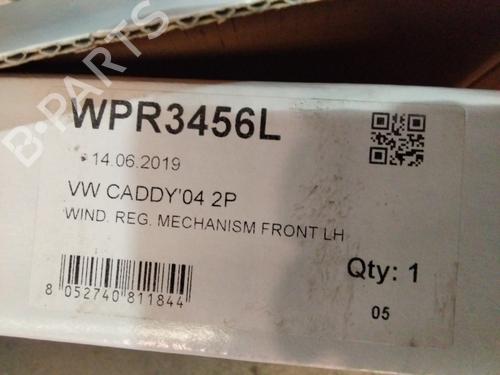 B-PARTS
WPR3456L
14.06.2019
VW CADDY'04 2P
WIND. REG. MECHANISM FRONT LH
Qty: 1
05
8 052740 811844